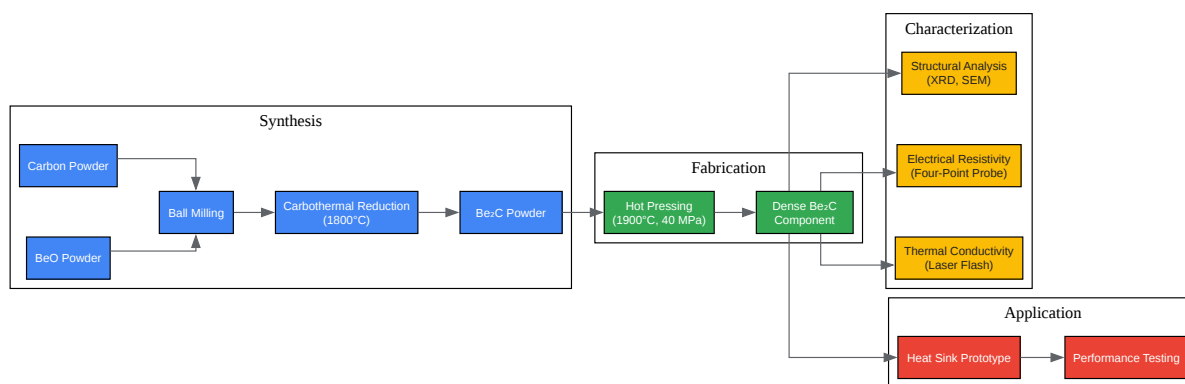 Synthesis
Carbon Powder
BeO Powder
Ball Milling
Carbothermal Reduction
(1800°C)
Be₂C Powder
Fabrication
Hot Pressing
(1900°C, 40 MPa)
Dense Be₂C
Component
Characterization
Structural Analysis
(XRD, SEM)
Electrical Resistivity
(Four-Point Probe)
Thermal Conductivity
(Laser Flash)
Application
Heat Sink Prototype
Performance Testing